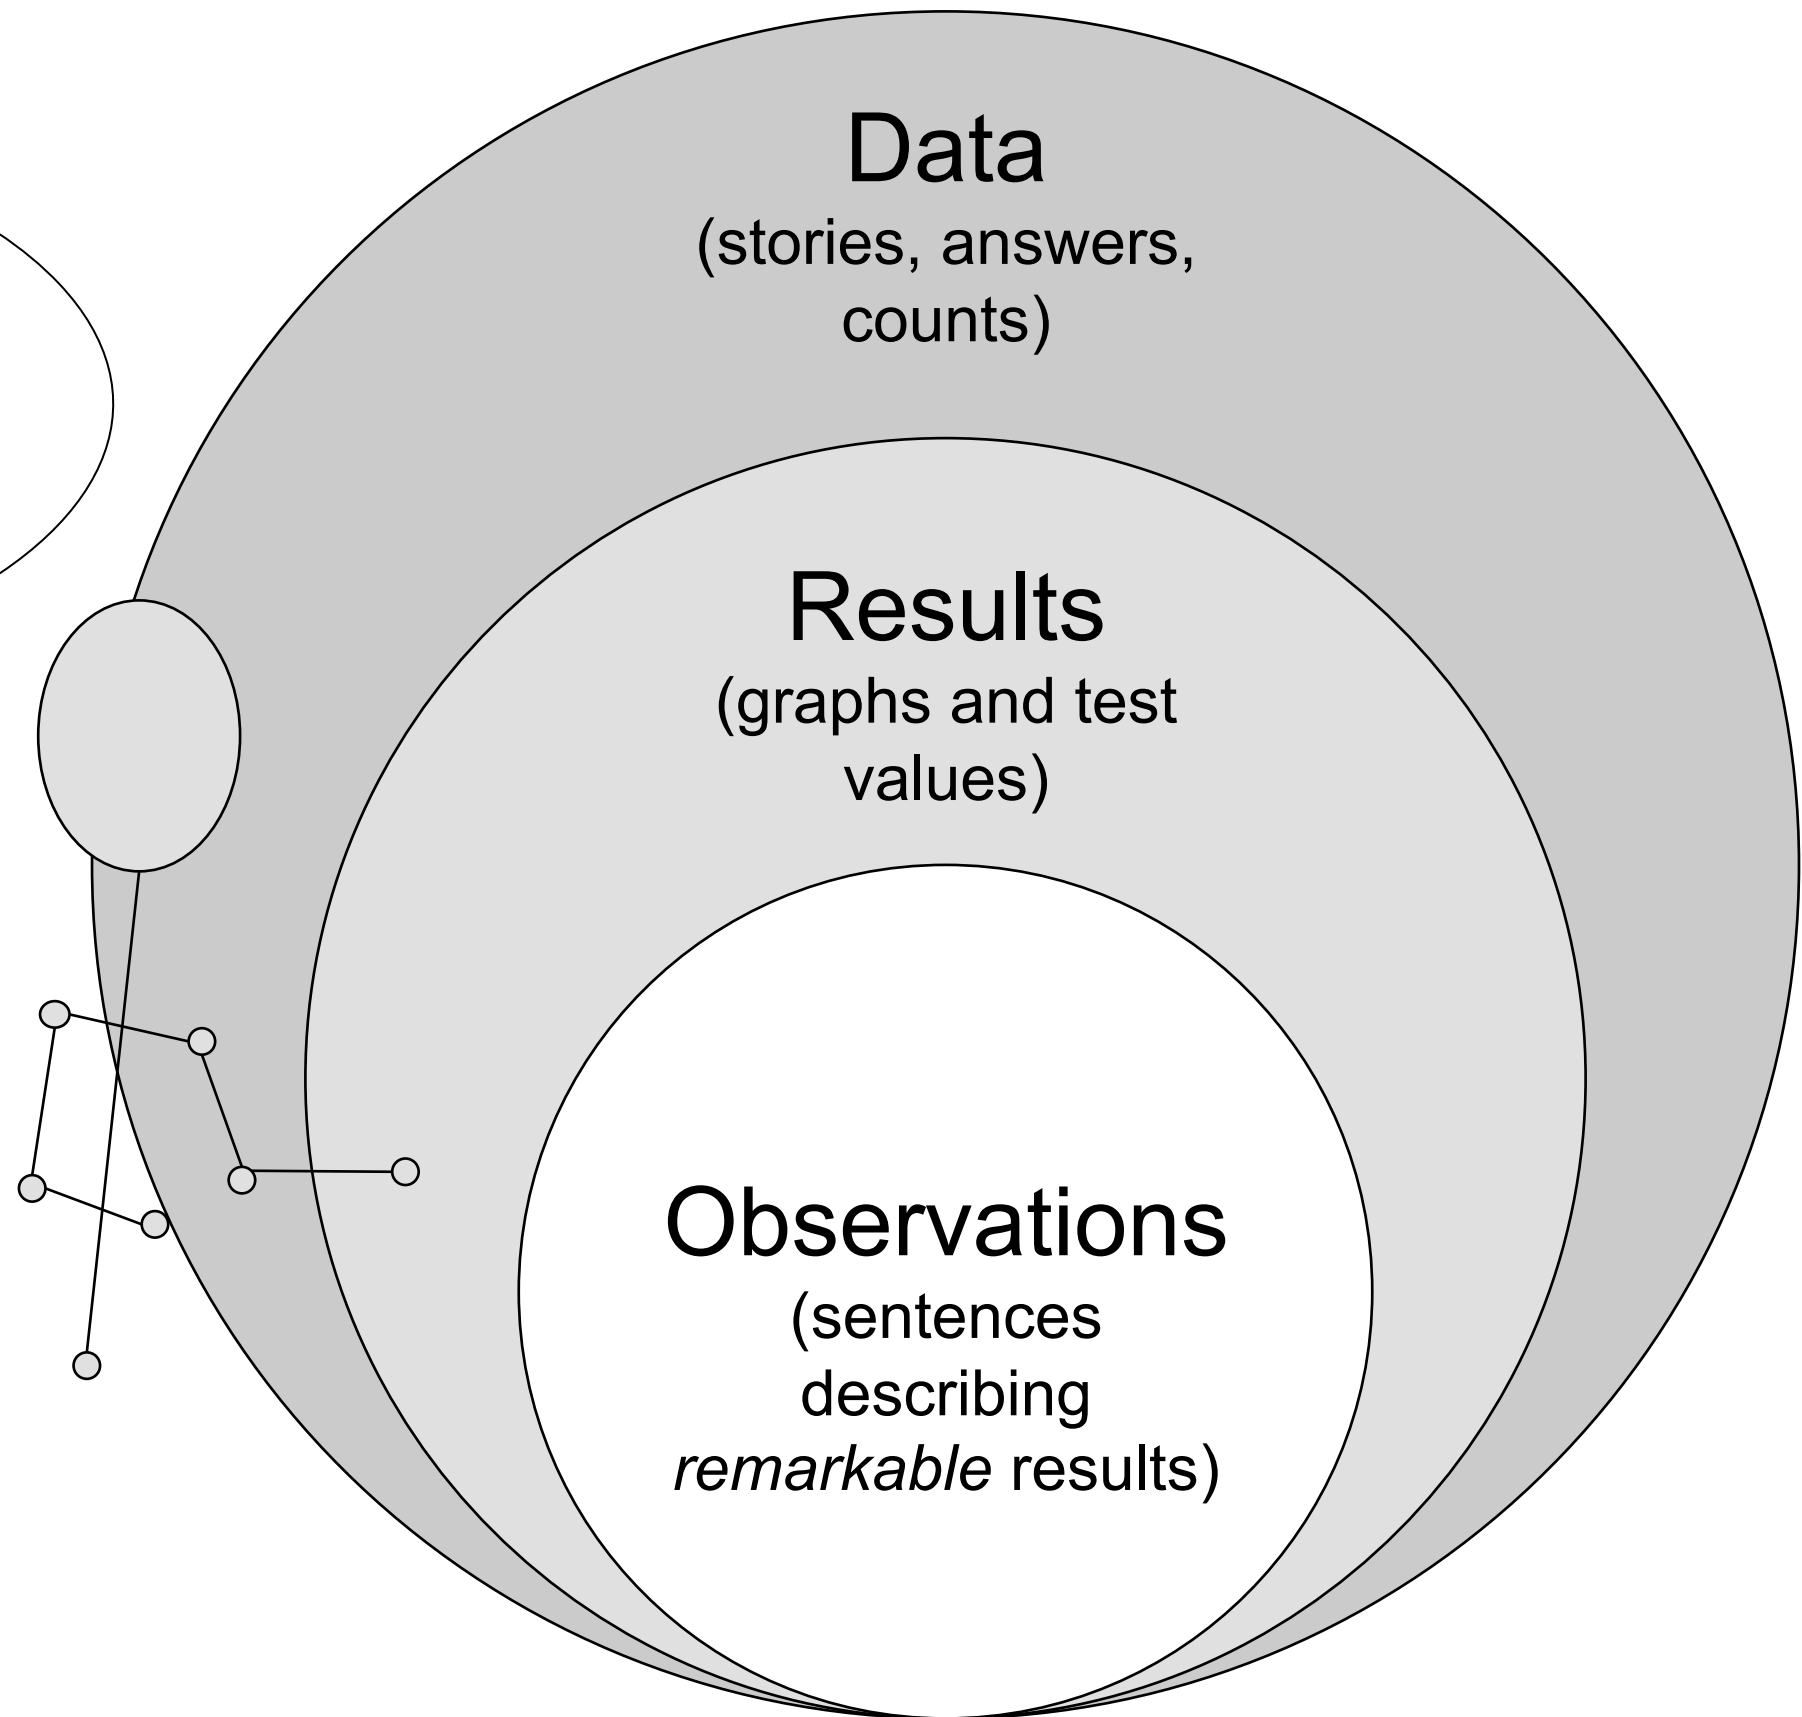 Data
(stories, answers,
counts)
Results
(graphs and test
values)
Observations
(sentences
describing
remarkable results)